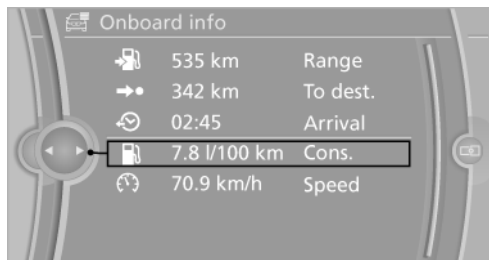 Onboard info
535 km Range
342 km To dest.
02:45 Arrival
7.8 l/100 km Cons.
70.9 km/h Speed